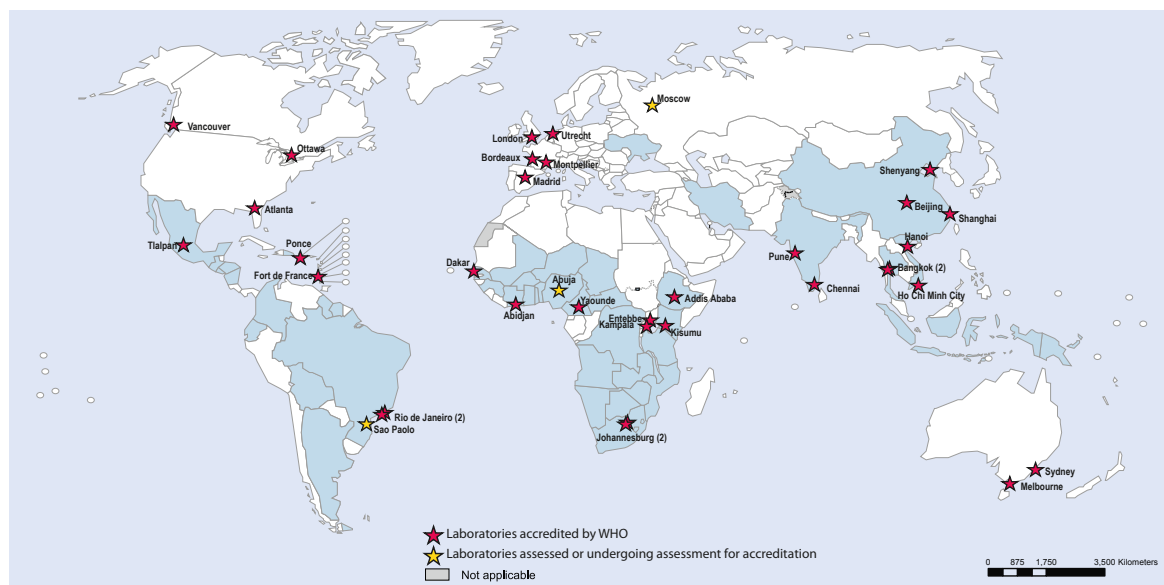 Moscow
Vancouver
London
Utrecht
Ottawa
Bordeaux
Montpellier
Madrid
Shenyang
Atlanta
Beijing
Shanghai
Tlalpan
Ponce
Hanoi
Pune
Dakar
Fort de France
Abuja
Bangkok (2)
Chennai
Ho Chi Minh City
Addis Ababa
Yaounde
Abidjan
Entebbe
Kampala
Kisumu
Rio de Janeiro (2)
Sao Paolo
Johannesburg (2)
Sydney
Melbourne
Laboratories accredited by WHO
Laboratories assessed or undergoing assessment for accreditation
Not applicable
0 875 1,750 3,500 Kilometers